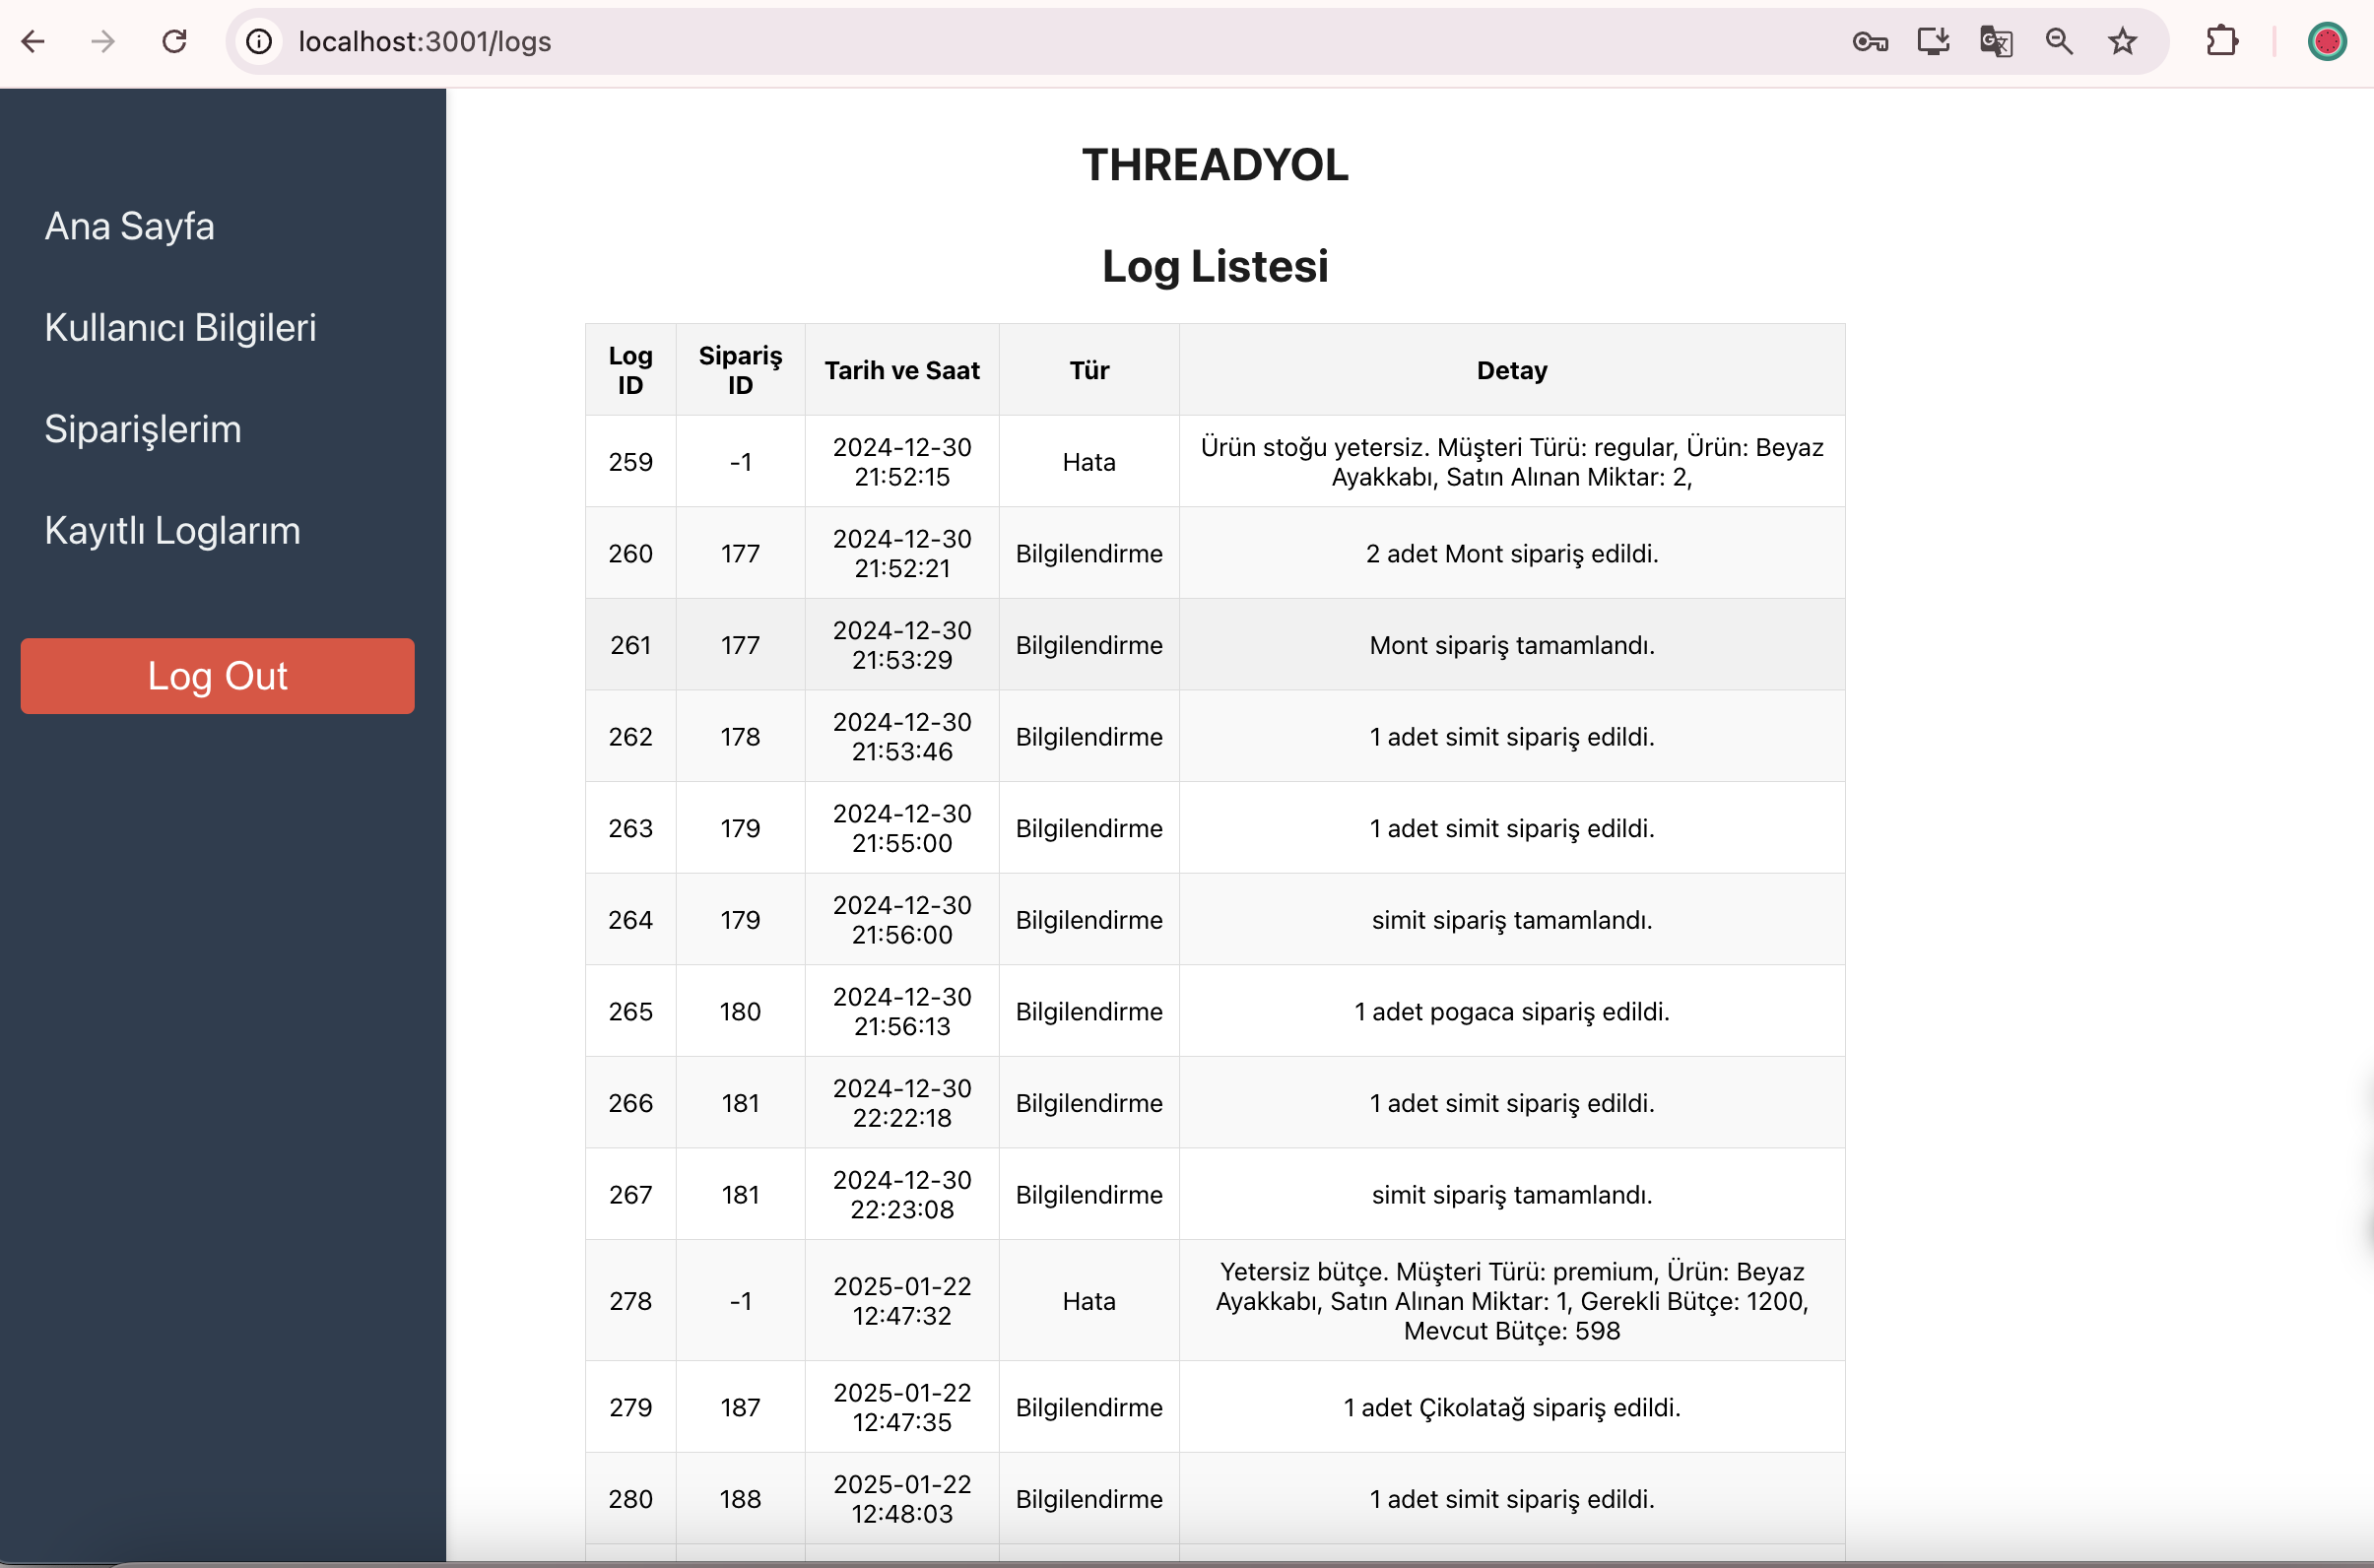 localhost:3001/logs
Ana Sayfa
Kullanıcı Bilgileri
Siparişlerim
Kayıtlı Loglarım
Log Out
THREADYOL
Log Listesi
Log ID Sipariş ID Tarih ve Saat Tür Detay
259 -1 2024-12-30 21:52:15 Hata Ürün stoğu yetersiz. Müşteri Türü: regular, Ürün: Beyaz Ayakkabı, Satın Alınan Miktar: 2,
260 177 2024-12-30 21:52:21 Bilgilendirme 2 adet Mont sipariş edildi.
261 177 2024-12-30 21:53:29 Bilgilendirme Mont sipariş tamamlandı.
262 178 2024-12-30 21:53:46 Bilgilendirme 1 adet simit sipariş edildi.
263 179 2024-12-30 21:55:00 Bilgilendirme 1 adet simit sipariş edildi.
264 179 2024-12-30 21:56:00 Bilgilendirme simit sipariş tamamlandı.
265 180 2024-12-30 21:56:13 Bilgilendirme 1 adet pogaca sipariş edildi.
266 181 2024-12-30 22:22:18 Bilgilendirme 1 adet simit sipariş edildi.
267 181 2024-12-30 22:23:08 Bilgilendirme simit sipariş tamamlandı.
278 -1 2025-01-22 12:47:32 Hata Yetersiz bütçe. Müşteri Türü: premium, Ürün: Beyaz Ayakkabı, Satın Alınan Miktar: 1, Gerekli Bütçe: 1200, Mevcut Bütçe: 598
279 187 2025-01-22 12:47:35 Bilgilendirme 1 adet Çikolatağ sipariş edildi.
280 188 2025-01-22 12:48:03 Bilgilendirme 1 adet simit sipariş edildi.